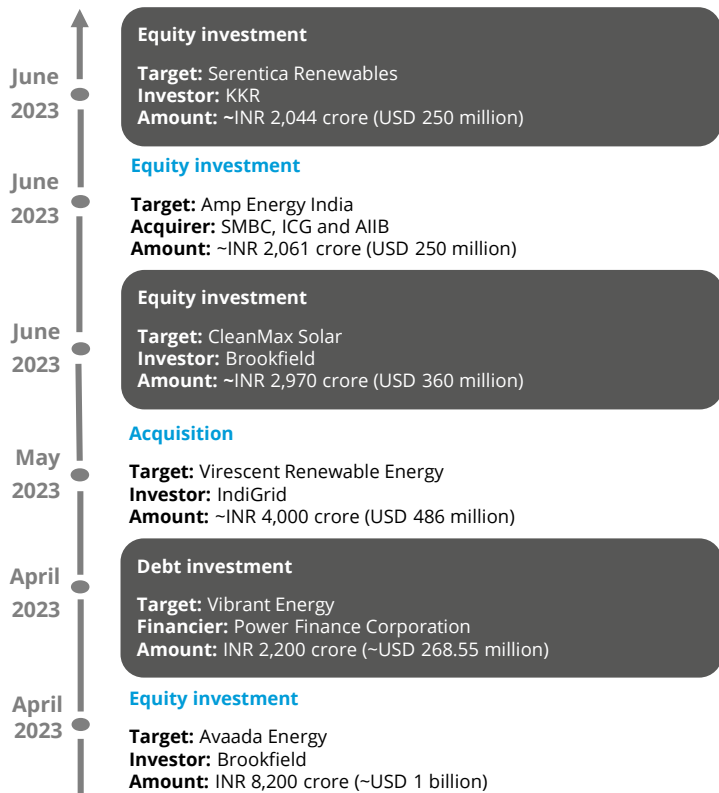 June
2023
Equity investment
Target: Serentica Renewables
Investor: KKR
Amount: ~INR 2,044 crore (USD 250 million)
June
2023
Equity investment
Target: Amp Energy India
Acquirer: SMBC, ICG and AIIB
Amount: ~INR 2,061 crore (USD 250 million)
June
2023
Equity investment
Target: CleanMax Solar
Investor: Brookfield
Amount: ~INR 2,970 crore (USD 360 million)
May
2023
Acquisition
Target: Virescent Renewable Energy
Investor: IndiGrid
Amount: ~INR 4,000 crore (USD 486 million)
April
2023
Debt investment
Target: Vibrant Energy
Financier: Power Finance Corporation
Amount: INR 2,200 crore (~USD 268.55 million)
April
2023
Equity investment
Target: Avaada Energy
Investor: Brookfield
Amount: INR 8,200 crore (~USD 1 billion)